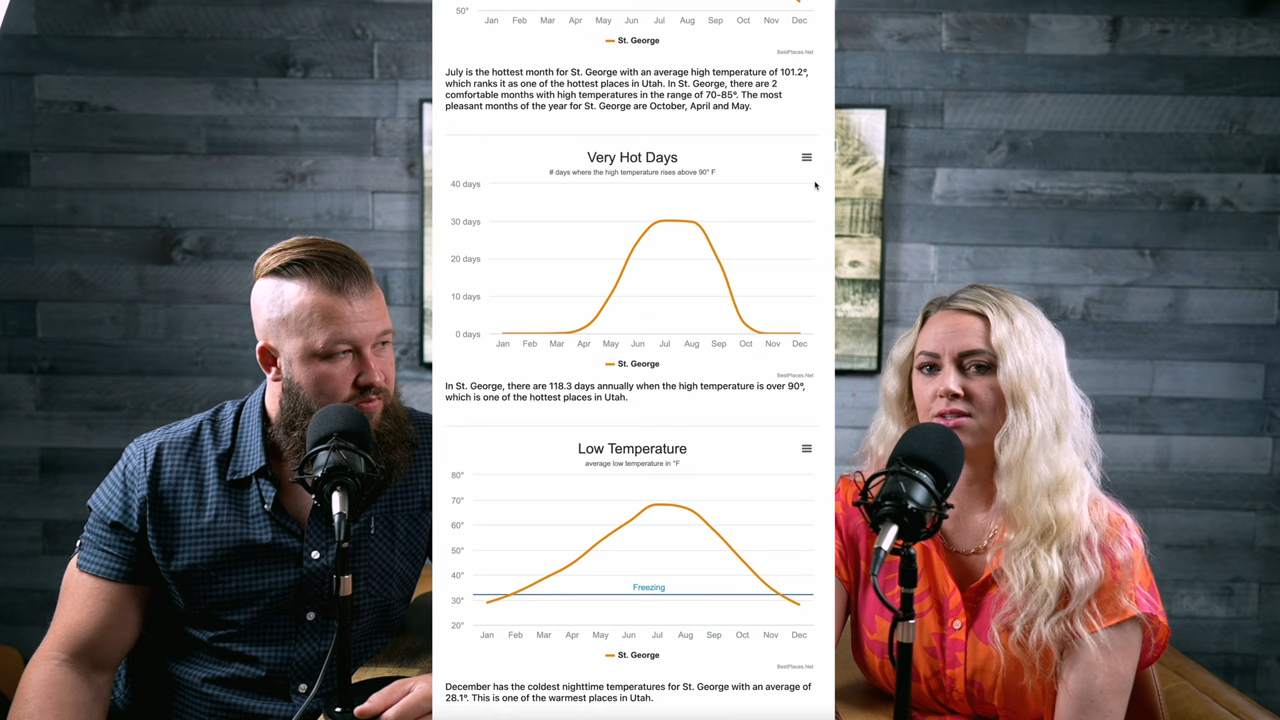 50°
Jan Feb Mar Apr May Jun Jul Aug Sep Oct Nov Dec
St. George
BestPlaces.Net
July is the hottest month for St. George with an average high temperature of 101.2°,
which ranks it as one of the hottest places in Utah. In St. George, there are 2
comfortable months with high temperatures in the range of 70-85°. The most
pleasant months of the year for St. George are October, April and May.
Very Hot Days
# days where the high temperature rises above 90° F
40 days
30 days
20 days
10 days
0 days
Jan Feb Mar Apr May Jun Jul Aug Sep Oct Nov Dec
St. George
BestPlaces.Net
In St. George, there are 118.3 days annually when the high temperature is over 90°,
which is one of the hottest places in Utah.
Low Temperature
average low temperature in °F
80°
70°
60°
50°
40°
Freezing
30°
20°
Jan Feb Mar Apr May Jun Jul Aug Sep Oct Nov Dec
St. George
BestPlaces.Net
December has the coldest nighttime temperatures for St. George with an average of
28.1°. This is one of the warmest places in Utah.